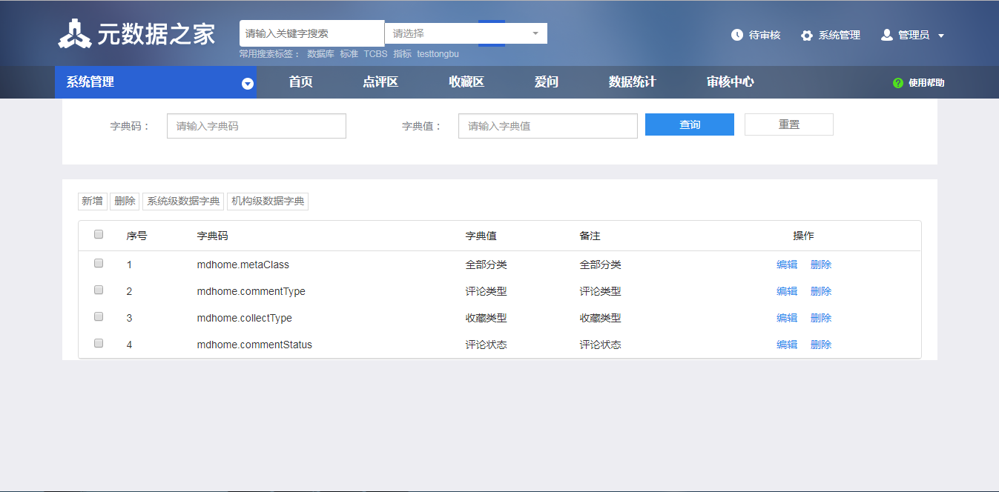 元数据之家 请输入关键字搜索 请选择 待审核 系统管理 管理员
常用搜索标签： 数据库 标准 TCBS 指标 testtongbu
系统管理 首页 点评区 收藏区 爱问 数据统计 审核中心 ? 使用帮助
字典码： 请输入字典码 字典值： 请输入字典值 查询 重置
新增 删除 系统级数据字典 机构级数据字典
序号 字典码 字典值 备注 操作
1 mdhome.metaClass 全部分类 全部分类 编辑 删除
2 mdhome.commentType 评论类型 评论类型 编辑 删除
3 mdhome.collectType 收藏类型 收藏类型 编辑 删除
4 mdhome.commentStatus 评论状态 评论状态 编辑 删除